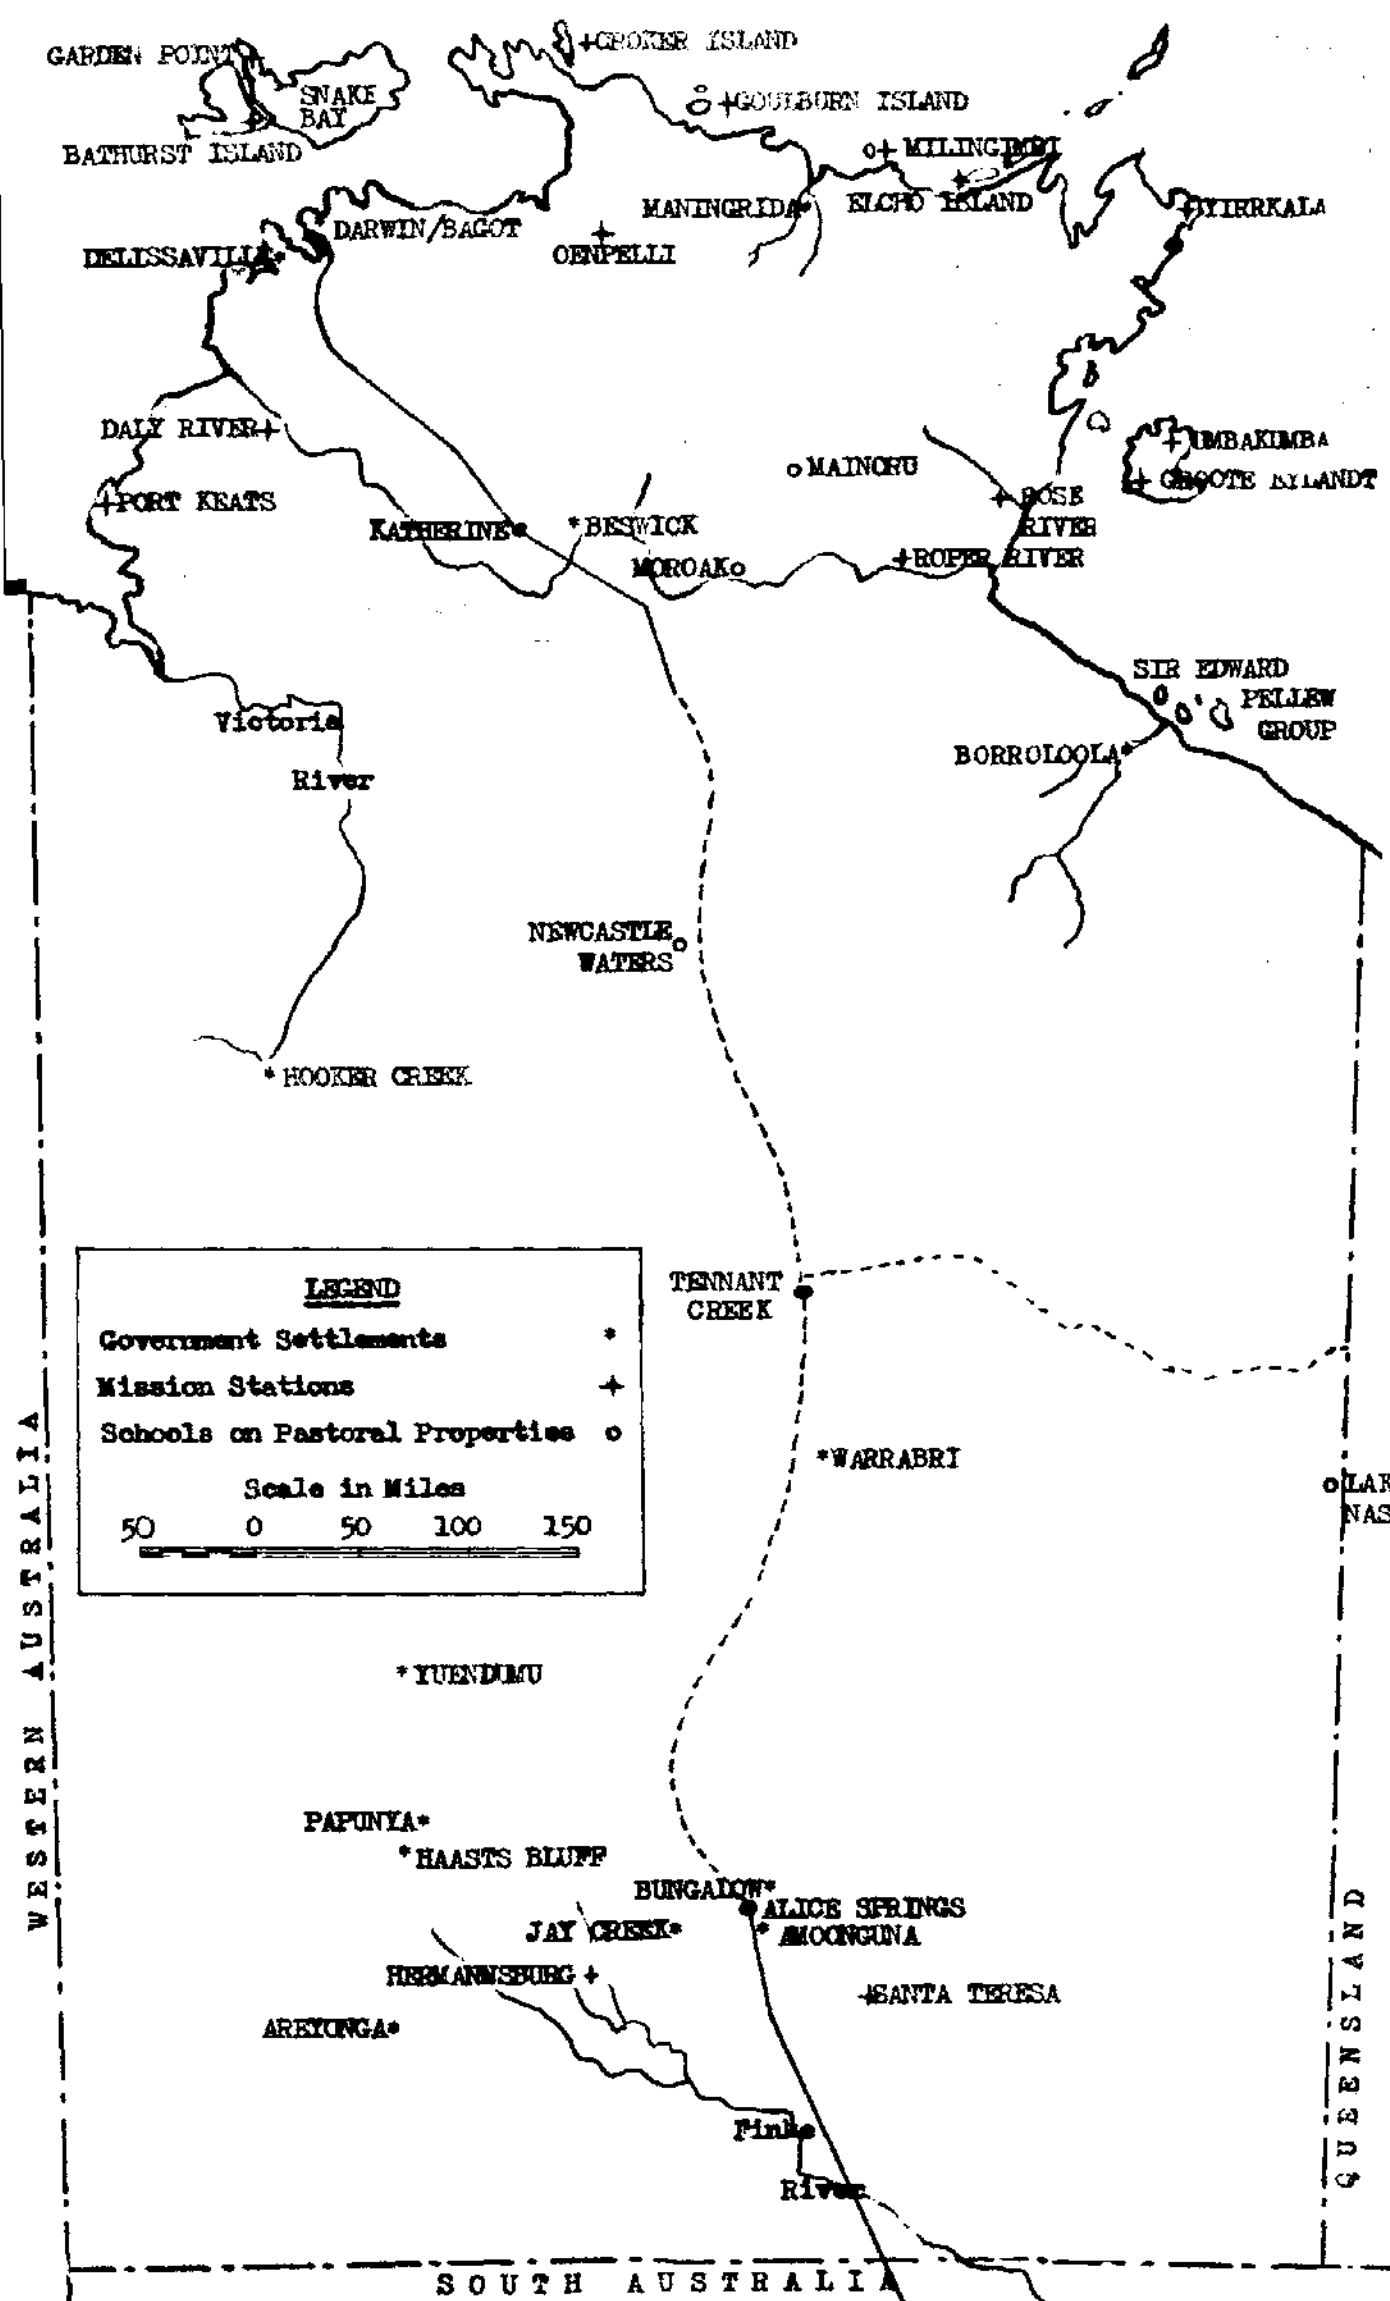 GARDEN POINT
+CROKER ISLAND
SNAKE
BAY
+GOULBURN ISLAND
BATHURST ISLAND
o+ MILINGIMBI
MANINGRIDA
ELCHO ISLAND
YIRRKALA
DARWIN/BAGOT
DELISSAVILLE
OENPELLI
DALY RIVER+
UMBAKUMBA
o MAINORU
+GROOTE EYLANDT
+PORT KEATS
+ROSE
RIVER
KATHERINE
*BESWICK
MOROAKo
+ROPER RIVER
SIR EDWARD
PELLEW
GROUP
Victoria
River
BORROLOOLA*
NEWCASTLE
WATERS
*HOOKER CREEK
LEGEND
Government Settlements *
Mission Stations +
Schools on Pastoral Properties o
Scale in Miles
50 0 50 100 150
TENNANT
CREEK
*WARRABRI
o LAK
NAS
WESTERN AUSTRALIA
*YUENDUMU
PAPUNYA*
*HAASTS BLUFF
BUNGALOW*
ALICE SPRINGS
JAY CREEK*
* AMOONGUNA
HERMANNSBURG +
+SANTA TERESA
AREYONGA*
QUEENSLAND
Finke
River
SOUTH AUSTRALIA